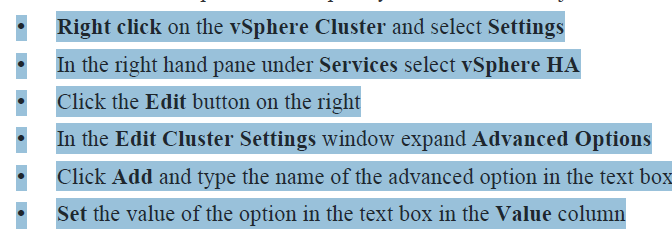 • Right click on the vSphere Cluster and select Settings
• In the right hand pane under Services select vSphere HA
• Click the Edit button on the right
• In the Edit Cluster Settings window expand Advanced Options
• Click Add and type the name of the advanced option in the text box
• Set the value of the option in the text box in the Value column